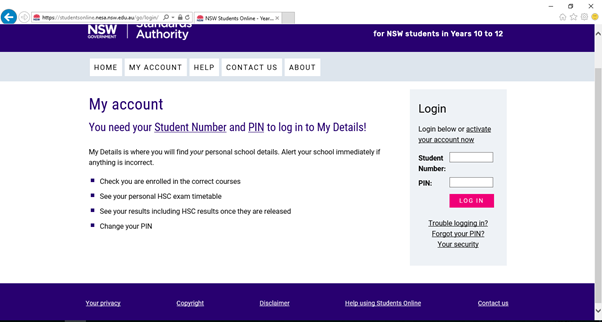 https://studentsonline.nesa.nsw.edu.au/go/login/
NSW Students Online - Year...
NSW
GOVERNMENT
Standards
Authority
for NSW students in Years 10 to 12
HOME
MY ACCOUNT
HELP
CONTACT US
ABOUT
My account
You need your Student Number and PIN to log in to My Details!
My Details is where you will find your personal school details. Alert your school immediately if
anything is incorrect.
Check you are enrolled in the correct courses
See your personal HSC exam timetable
See your results including HSC results once they are released
Change your PIN
Login
Login below or activate
your account now
Student
Number:
PIN:
LOG IN
Trouble logging in?
Forgot your PIN?
Your security
Your privacy
Copyright
Disclaimer
Help using Students Online
Contact us